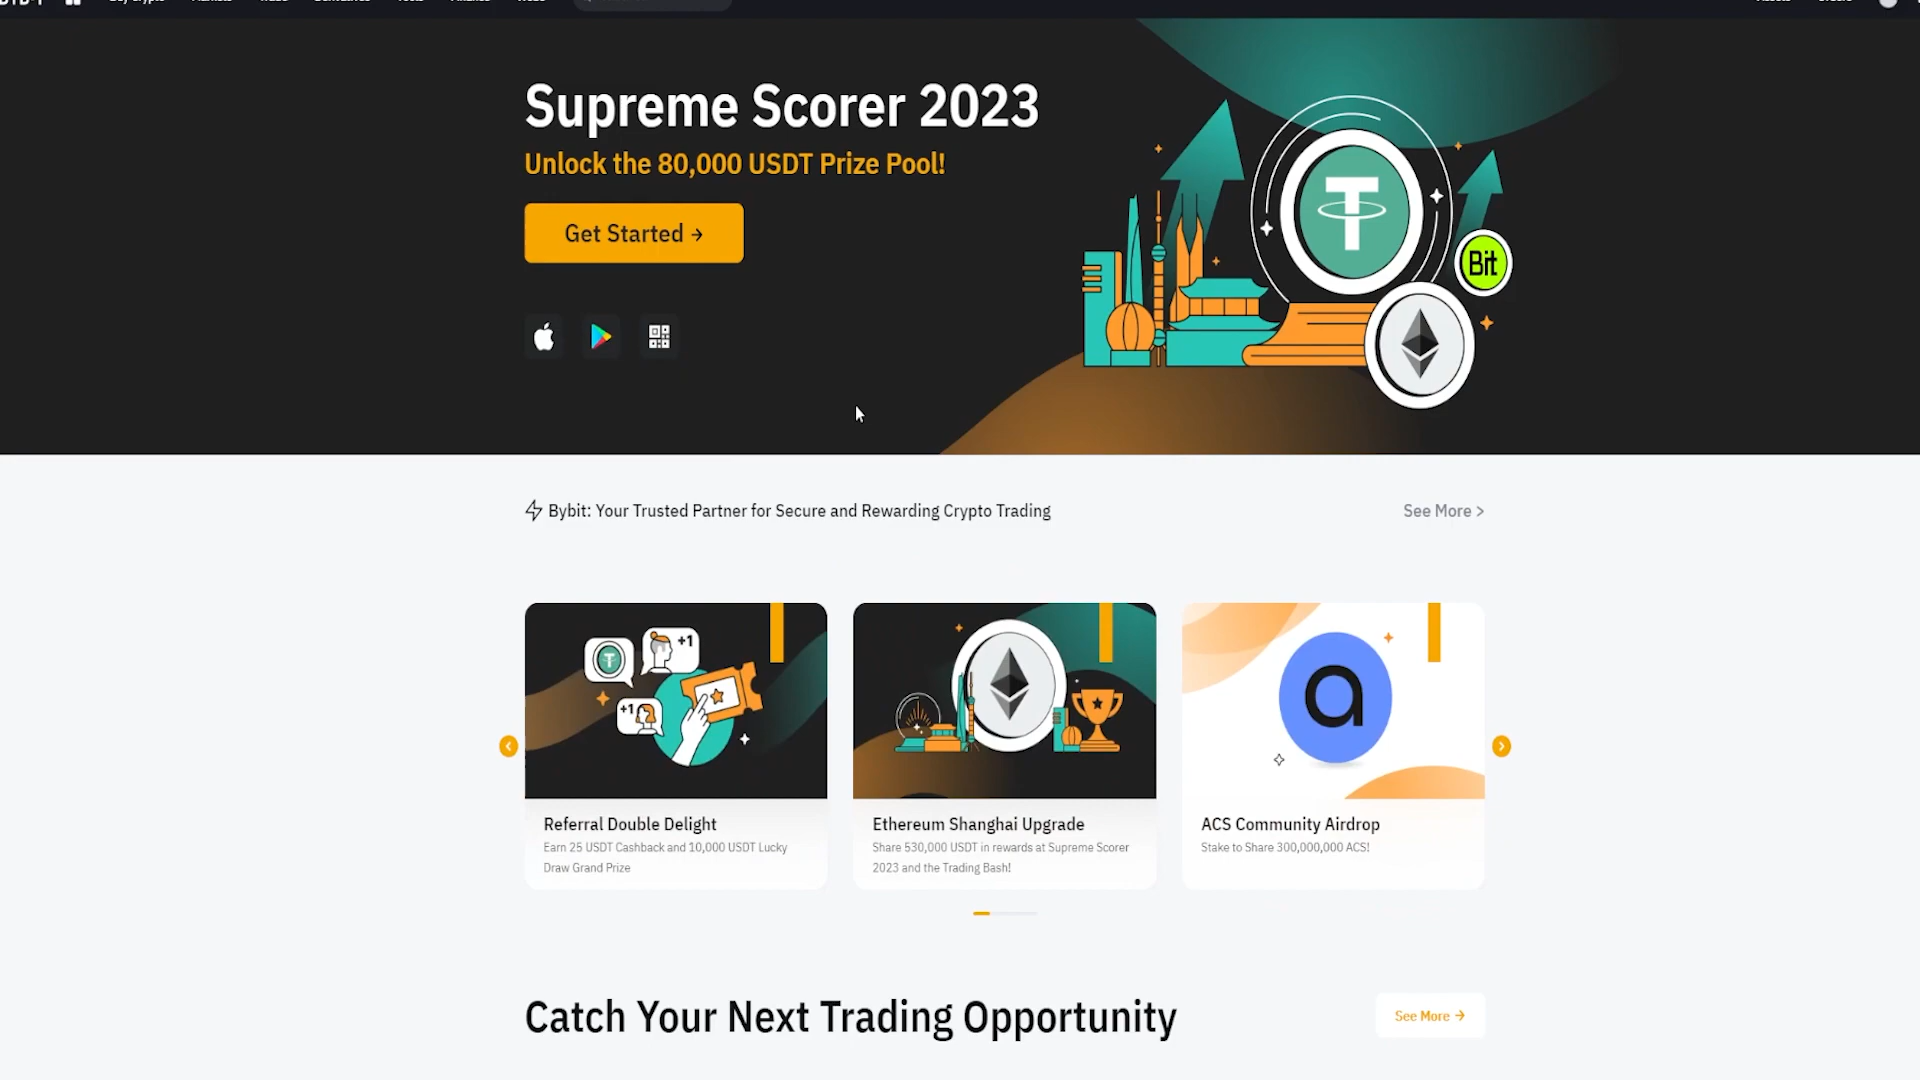 Supreme Scorer 2023
Unlock the 80,000 USDT Prize Pool!
Get Started →
Bit
Bybit: Your Trusted Partner for Secure and Rewarding Crypto Trading
See More >
+1
+1
Referral Double Delight
Earn 25 USDT Cashback and 10,000 USDT Lucky
Draw Grand Prize
Ethereum Shanghai Upgrade
Share 530,000 USDT in rewards at Supreme Scorer
2023 and the Trading Bash!
ACS Community Airdrop
Stake to Share 300,000,000 ACS!
Catch Your Next Trading Opportunity
See More →